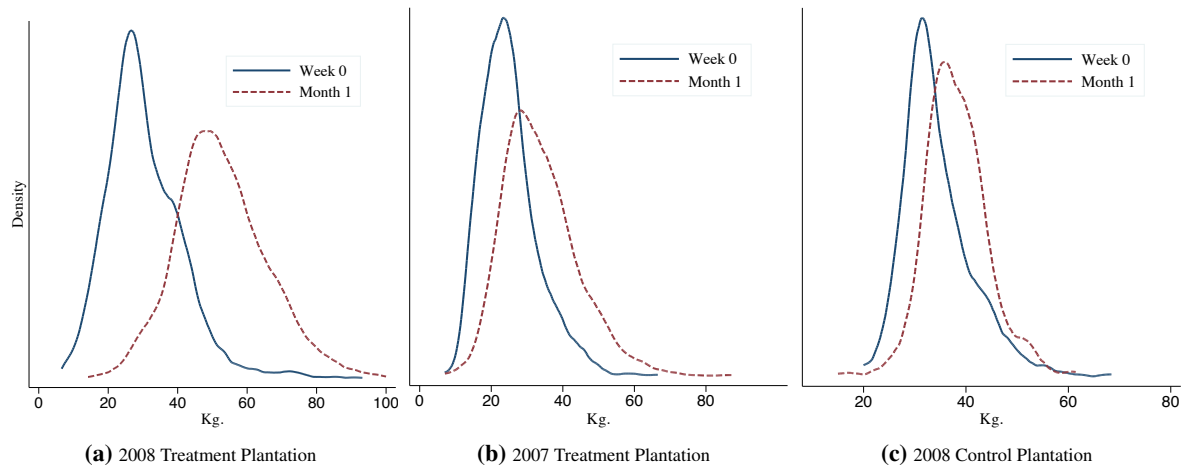 Density
Week 0
Month 1
0 20 40 60 80 100
Kg.
(a) 2008 Treatment Plantation
Week 0
Month 1
0 20 40 60 80
Kg.
(b) 2007 Treatment Plantation
Week 0
Month 1
20 40 60 80
Kg.
(c) 2008 Control Plantation